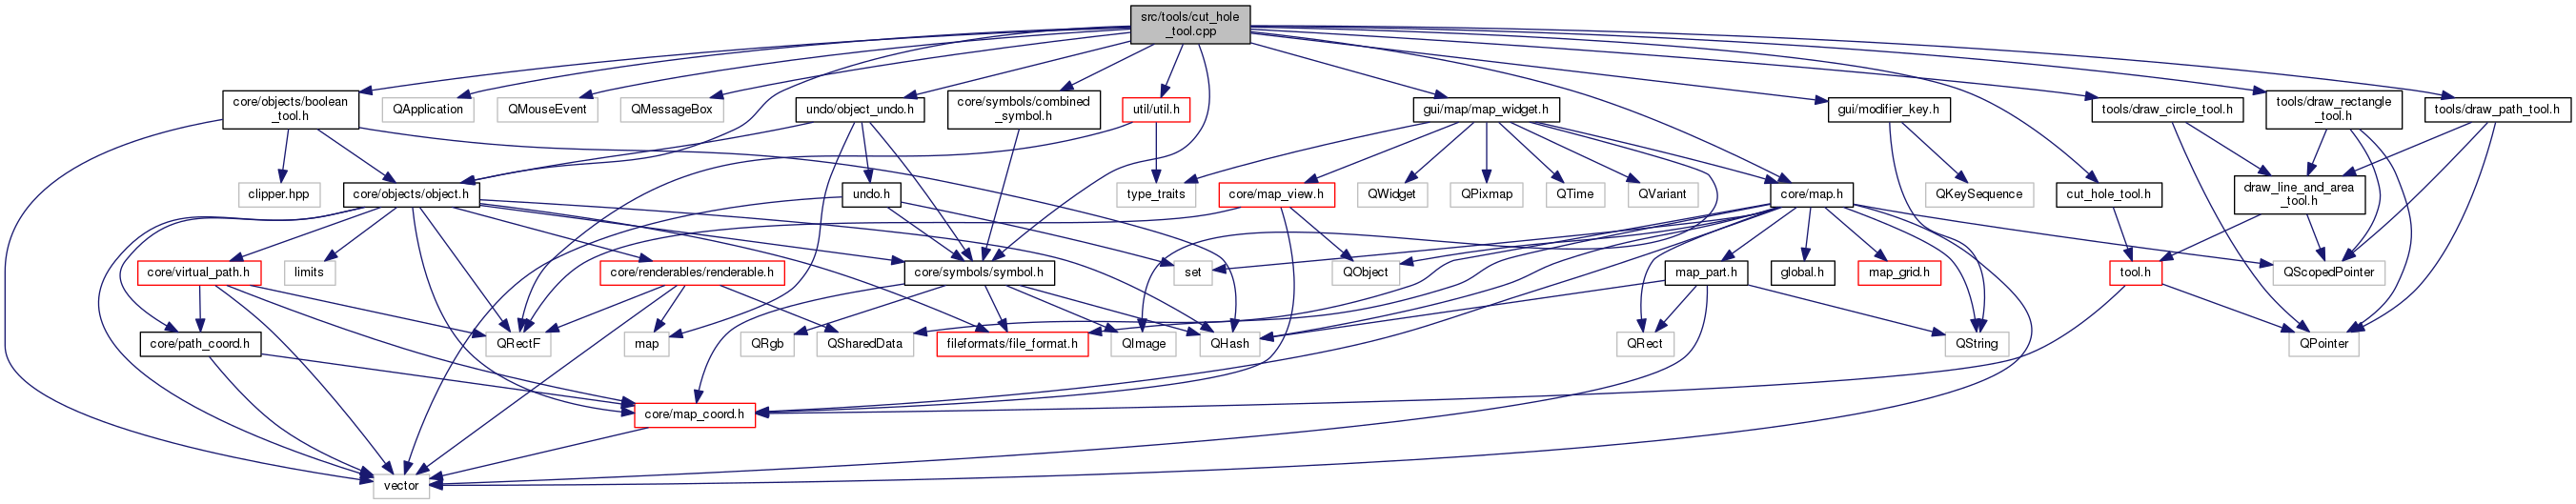 src/tools/cut_hole
_tool.cpp
core/objects/boolean
_tool.h
QApplication
QMouseEvent
QMessageBox
undo/object_undo.h
core/symbols/combined
_symbol.h
util/util.h
gui/map/map_widget.h
gui/modifier_key.h
tools/draw_circle_tool.h
tools/draw_rectangle
_tool.h
tools/draw_path_tool.h
clipper.hpp
core/objects/object.h
undo.h
type_traits
core/map_view.h
QWidget
QPixmap
QTime
QVariant
core/map.h
QKeySequence
cut_hole_tool.h
draw_line_and_area
_tool.h
core/virtual_path.h
limits
core/renderables/renderable.h
core/symbols/symbol.h
set
QObject
map_part.h
global.h
map_grid.h
tool.h
QScopedPointer
core/path_coord.h
QRectF
map
QRgb
QSharedData
fileformats/file_format.h
QImage
QHash
QRect
QString
QPointer
core/map_coord.h
vector